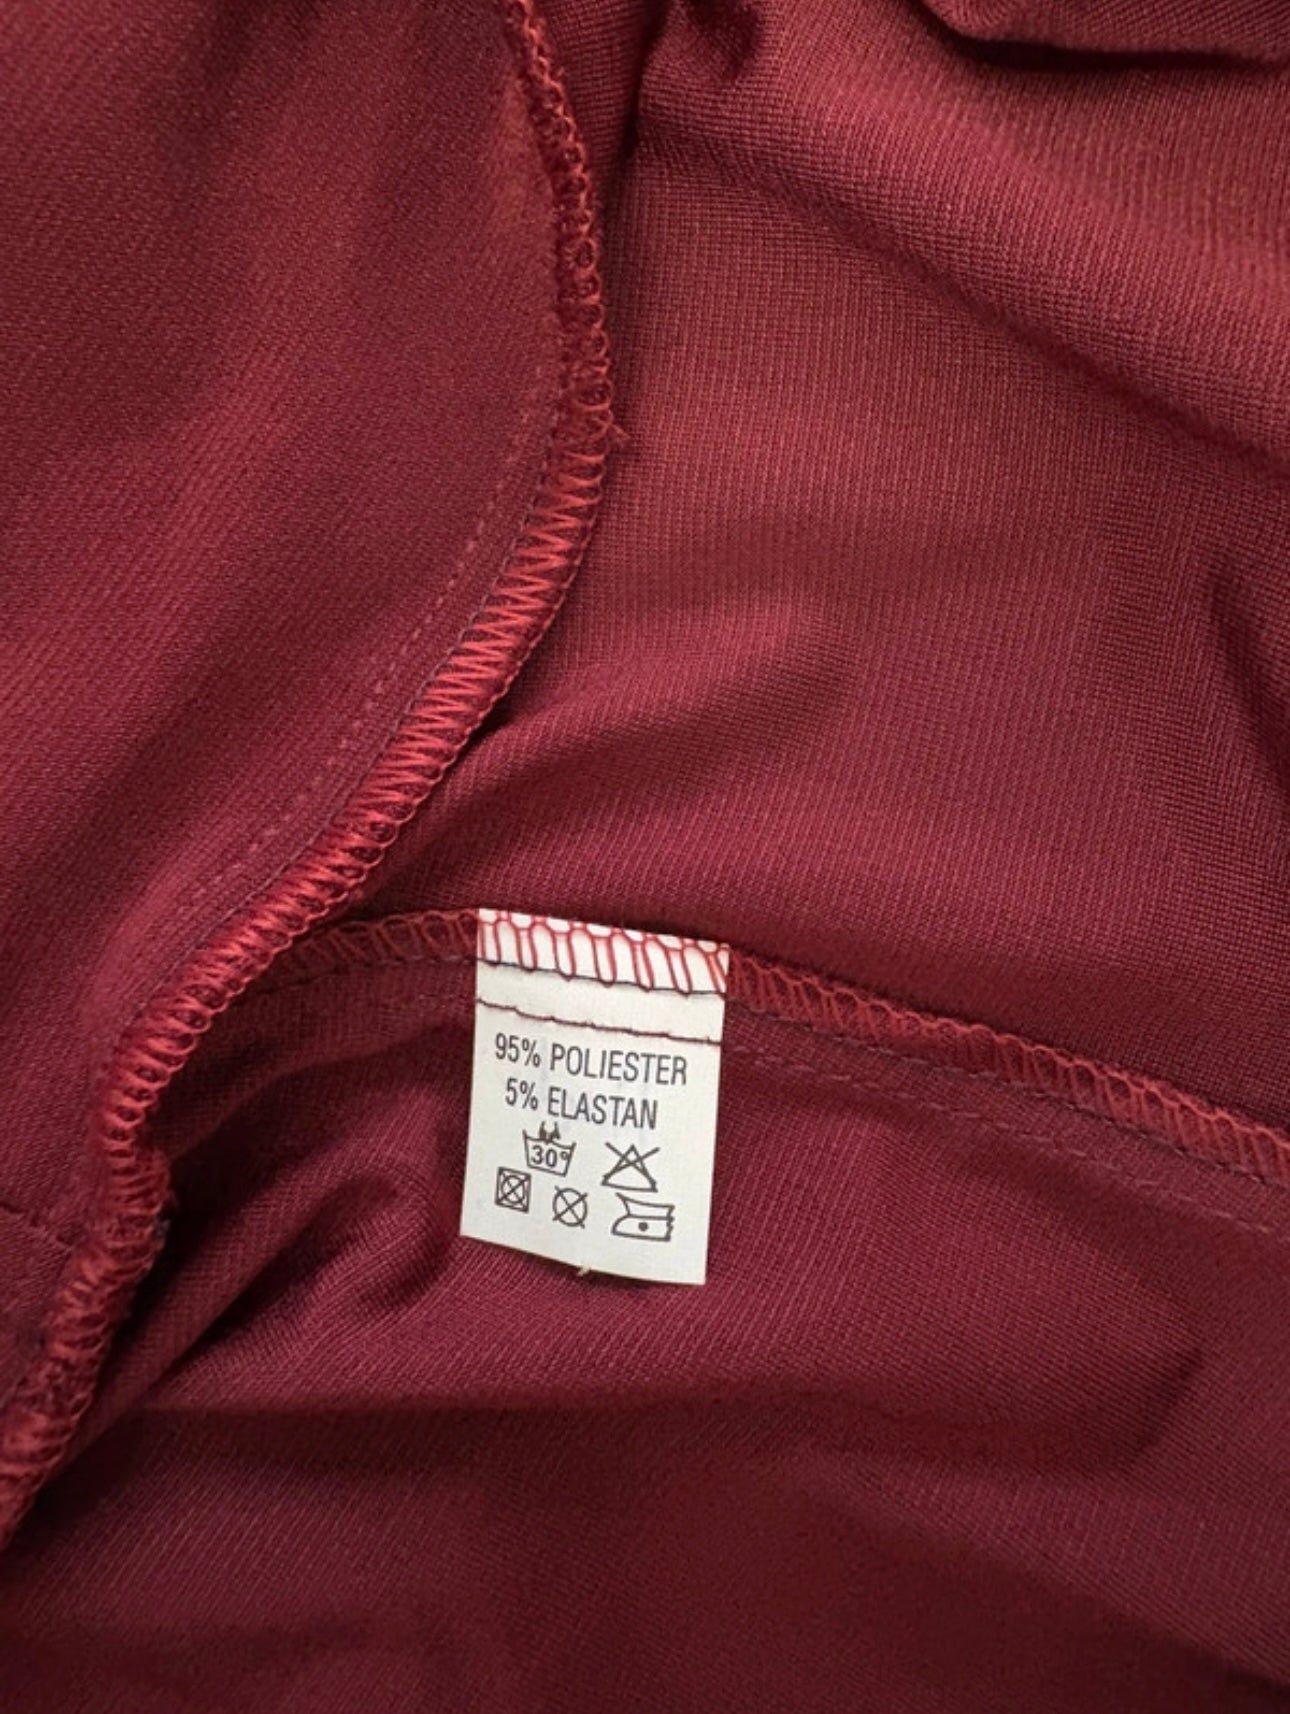 95% POLIESTER
5% ELASTAN
30°